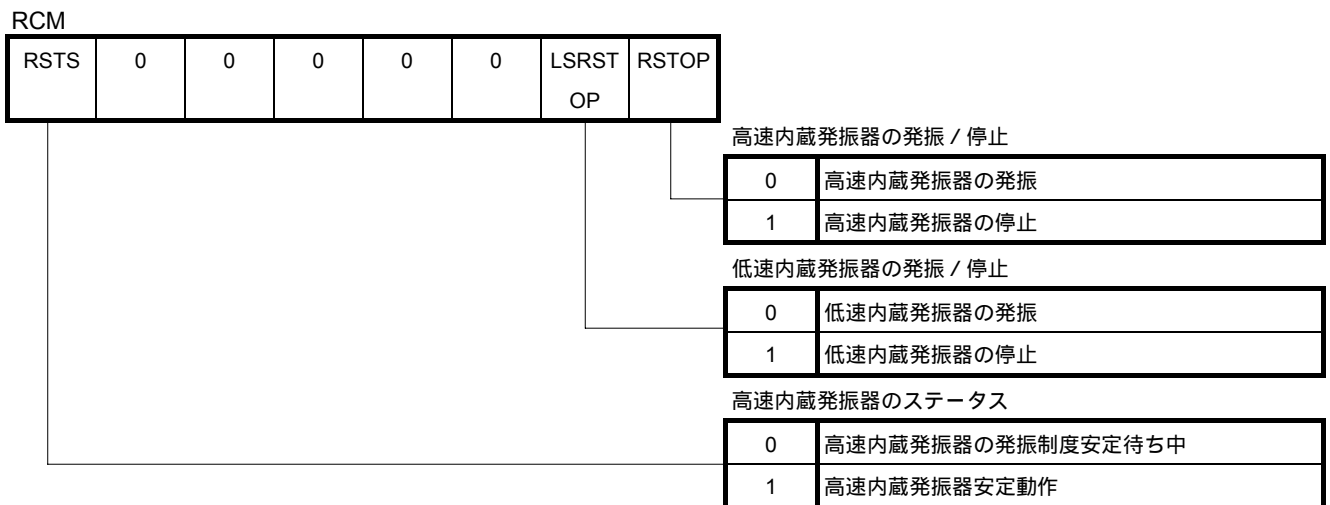 RCM
RSTS 0 0 0 0 0 LSRST RSTOP
OP
高速内蔵発振器の発振 / 停止
0 高速内蔵発振器の発振
1 高速内蔵発振器の停止
低速内蔵発振器の発振 / 停止
0 低速内蔵発振器の発振
1 低速内蔵発振器の停止
高速内蔵発振器のステータス
0 高速内蔵発振器の発振制度安定待ち中
1 高速内蔵発振器安定動作